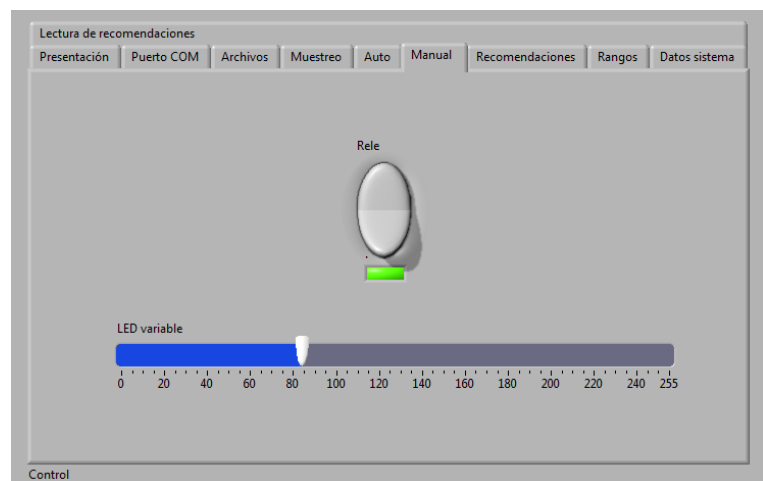 Lectura de recomendaciones
Presentación Puerto COM Archivos Muestreo Auto Manual Recomendaciones Rangos Datos sistema
Rele
LED variable
0 20 40 60 80 100 120 140 160 180 200 220 240 255
Control